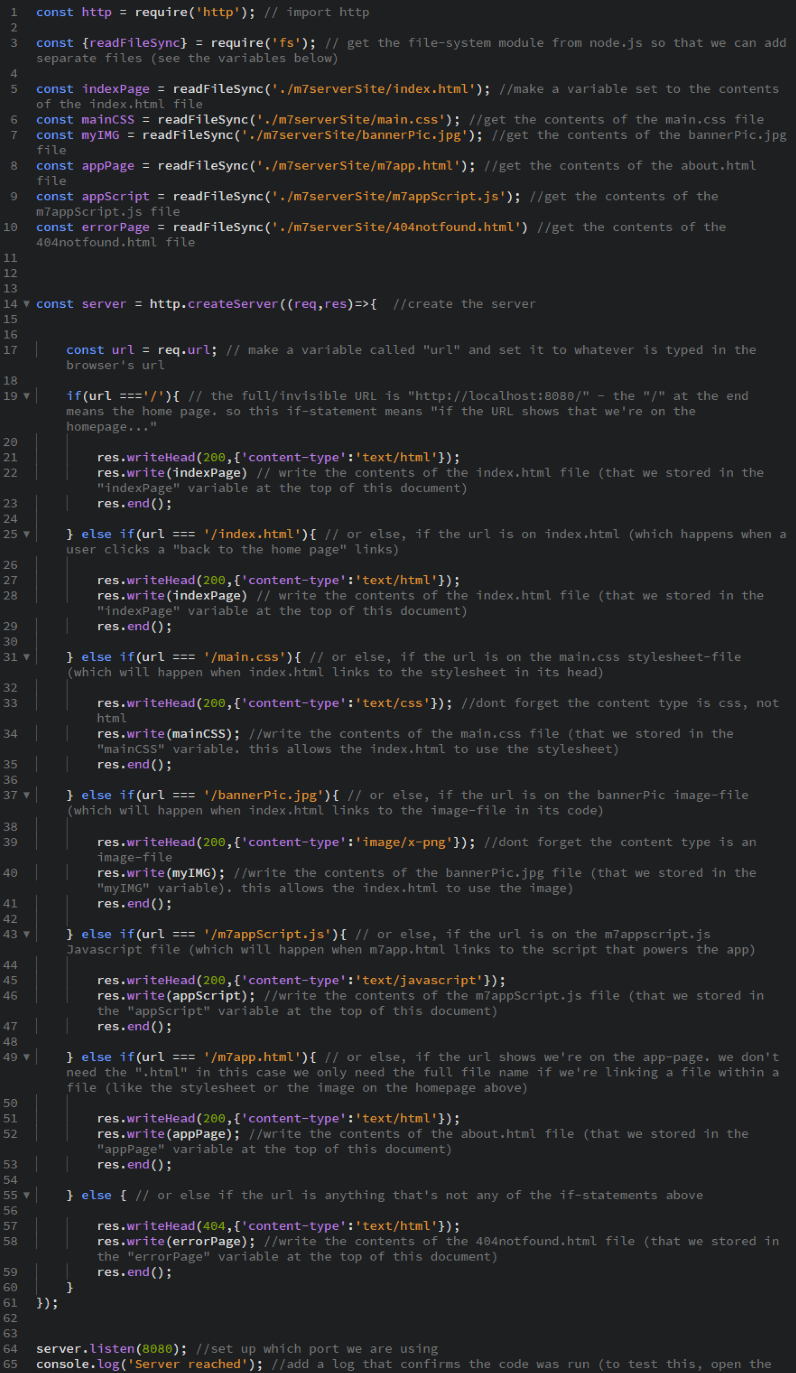 1 const http = require('http'); // import http
2
3 const {readFileSync} = require('fs'); // get the file-system module from node.js so that we can add
separate files (see the variables below)
4
5 const indexPage = readFileSync('./m7serverSite/index.html'); //make a variable set to the contents
of the index.html file
6 const mainCSS = readFileSync('./m7serverSite/main.css'); //get the contents of the main.css file
7 const myIMG = readFileSync('./m7serverSite/bannerPic.jpg'); //get the contents of the bannerPic.jpg
file
8 const appPage = readFileSync('./m7serverSite/m7app.html'); //get the contents of the about.html
file
9 const appScript = readFileSync('./m7serverSite/m7appScript.js'); //get the contents of the
m7appScript.js file
10 const errorPage = readFileSync('./m7serverSite/404notfound.html') //get the contents of the
404notfound.html file
11
12
13
14 const server = http.createServer((req,res)=>{  //create the server
15
16
17 const url = req.url; // make a variable called "url" and set it to whatever is typed in the
browser's url
18
19 if(url ==='/'){ // the full/invisible URL is "http://localhost:8080/" - the "/" at the end
means the home page. so this if-statement means "if the URL shows that we're on the
homepage..."
20
21 res.writeHead(200,{'content-type':'text/html'});
22 res.write(indexPage) // write the contents of the index.html file (that we stored in the
"indexPage" variable at the top of this document)
23 res.end();
24
25 } else if(url === '/index.html'){ // or else, if the url is on index.html (which happens when a
user clicks a "back to the home page" links)
26
27 res.writeHead(200,{'content-type':'text/html'});
28 res.write(indexPage) // write the contents of the index.html file (that we stored in the
"indexPage" variable at the top of this document)
29 res.end();
30
31 } else if(url === '/main.css'){ // or else, if the url is on the main.css stylesheet-file
(which will happen when index.html links to the stylesheet in its head)
32
33 res.writeHead(200,{'content-type':'text/css'}); //dont forget the content type is css, not
html
34 res.write(mainCSS); //write the contents of the main.css file (that we stored in the
"mainCSS" variable. this allows the index.html to use the stylesheet)
35 res.end();
36
37 } else if(url === '/bannerPic.jpg'){ // or else, if the url is on the bannerPic image-file
(which will happen when index.html links to the image-file in its code)
38
39 res.writeHead(200,{'content-type':'image/x-png'}); //dont forget the content type is an
image-file
40 res.write(myIMG); //write the contents of the bannerPic.jpg file (that we stored in the
"myIMG" variable). this allows the index.html to use the image)
41 res.end();
42
43 } else if(url === '/m7appScript.js'){ // or else, if the url is on the m7appscript.js
Javascript file (which will happen when m7app.html links to the script that powers the app)
44
45 res.writeHead(200,{'content-type':'text/javascript'});
46 res.write(appScript); //write the contents of the m7appScript.js file (that we stored in
the "appScript" variable at the top of this document)
47 res.end();
48
49 } else if(url === '/m7app.html'){ // or else, if the url shows we're on the app-page. we don't
need the ".html" in this case we only need the full file name if we're linking a file within a
file (like the stylesheet or the image on the homepage above)
50
51 res.writeHead(200,{'content-type':'text/html'});
52 res.write(appPage); //write the contents of the about.html file (that we stored in the
"appPage" variable at the top of this document)
53 res.end();
54
55 } else { // or else if the url is anything that's not any of the if-statements above
56
57 res.writeHead(404,{'content-type':'text/html'});
58 res.write(errorPage); //write the contents of the 404notfound.html file (that we stored in
the "errorPage" variable at the top of this document)
59 res.end();
60 }
61 });
62
63
64 server.listen(8080); //set up which port we are using
65 console.log('Server reached'); //add a log that confirms the code was run (to test this, open the